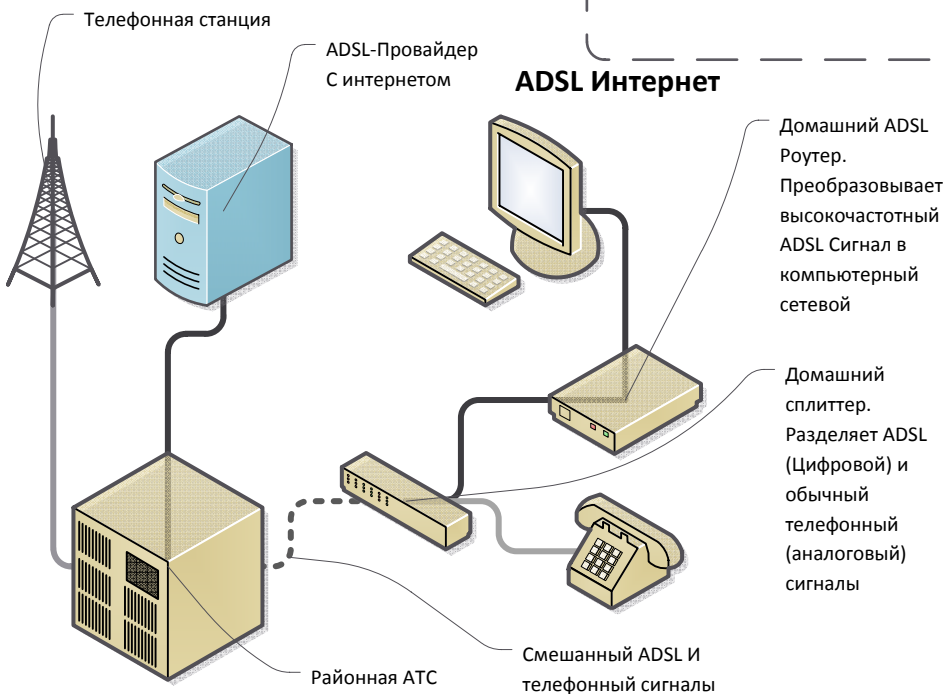 Телефонная станция
ADSL-Провайдер
С интернетом
ADSL Интернет
Домашний ADSL
Роутер.
Преобразовывает
высокочастотный
ADSL Сигнал в
компьютерный
сетевой
Домашний
сплиттер.
Разделяет ADSL
(Цифровой) и
обычный
телефонный
(аналоговый)
сигналы
Районная АТС
Смешанный ADSL И
телефонный сигналы